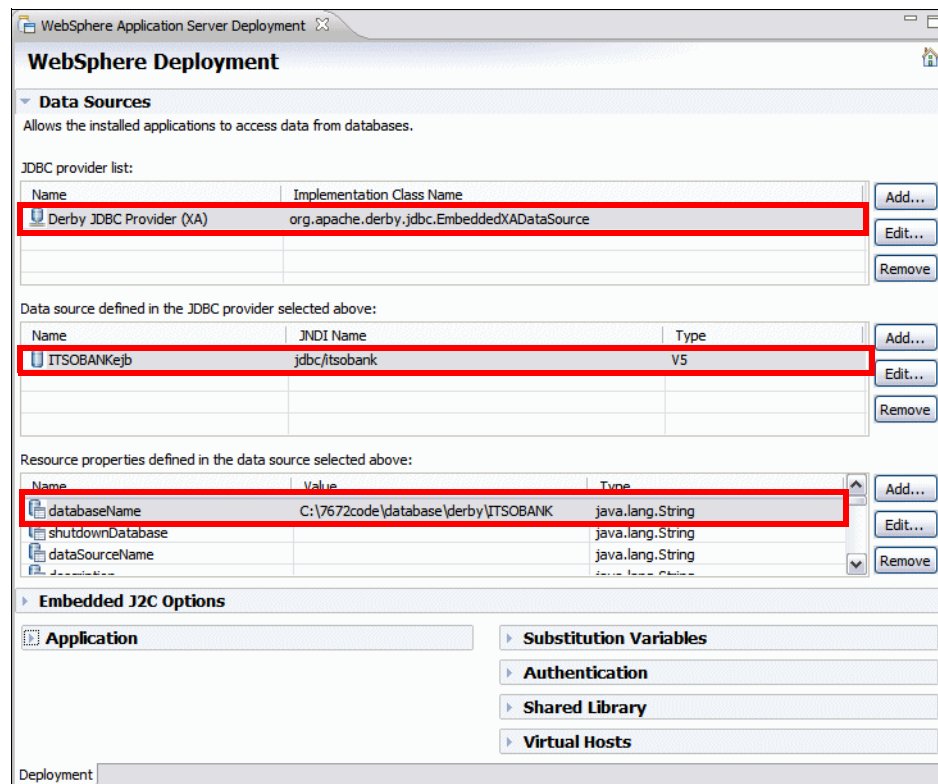 WebSphere Application Server Deployment
WebSphere Deployment
Data Sources
Allows the installed applications to access data from databases.
JDBC provider list:
Name Implementation Class Name
Derby JDBC Provider (XA) org.apache.derby.jdbc.EmbeddedXADataSource
Add...
Edit...
Remove
Data source defined in the JDBC provider selected above:
Name JNDI Name Type
ITSOBANKejb jdbc/itsobank V5
Add...
Edit...
Remove
Resource properties defined in the data source selected above:
Name Value Type
databaseName C:\7672code\database\derby\ITSOBANK java.lang.String
shutdownDatabase java.lang.String
dataSourceName java.lang.String
description java.lang.String
Add...
Edit...
Remove
Embedded J2C Options
Application
Substitution Variables
Authentication
Shared Library
Virtual Hosts
Deployment